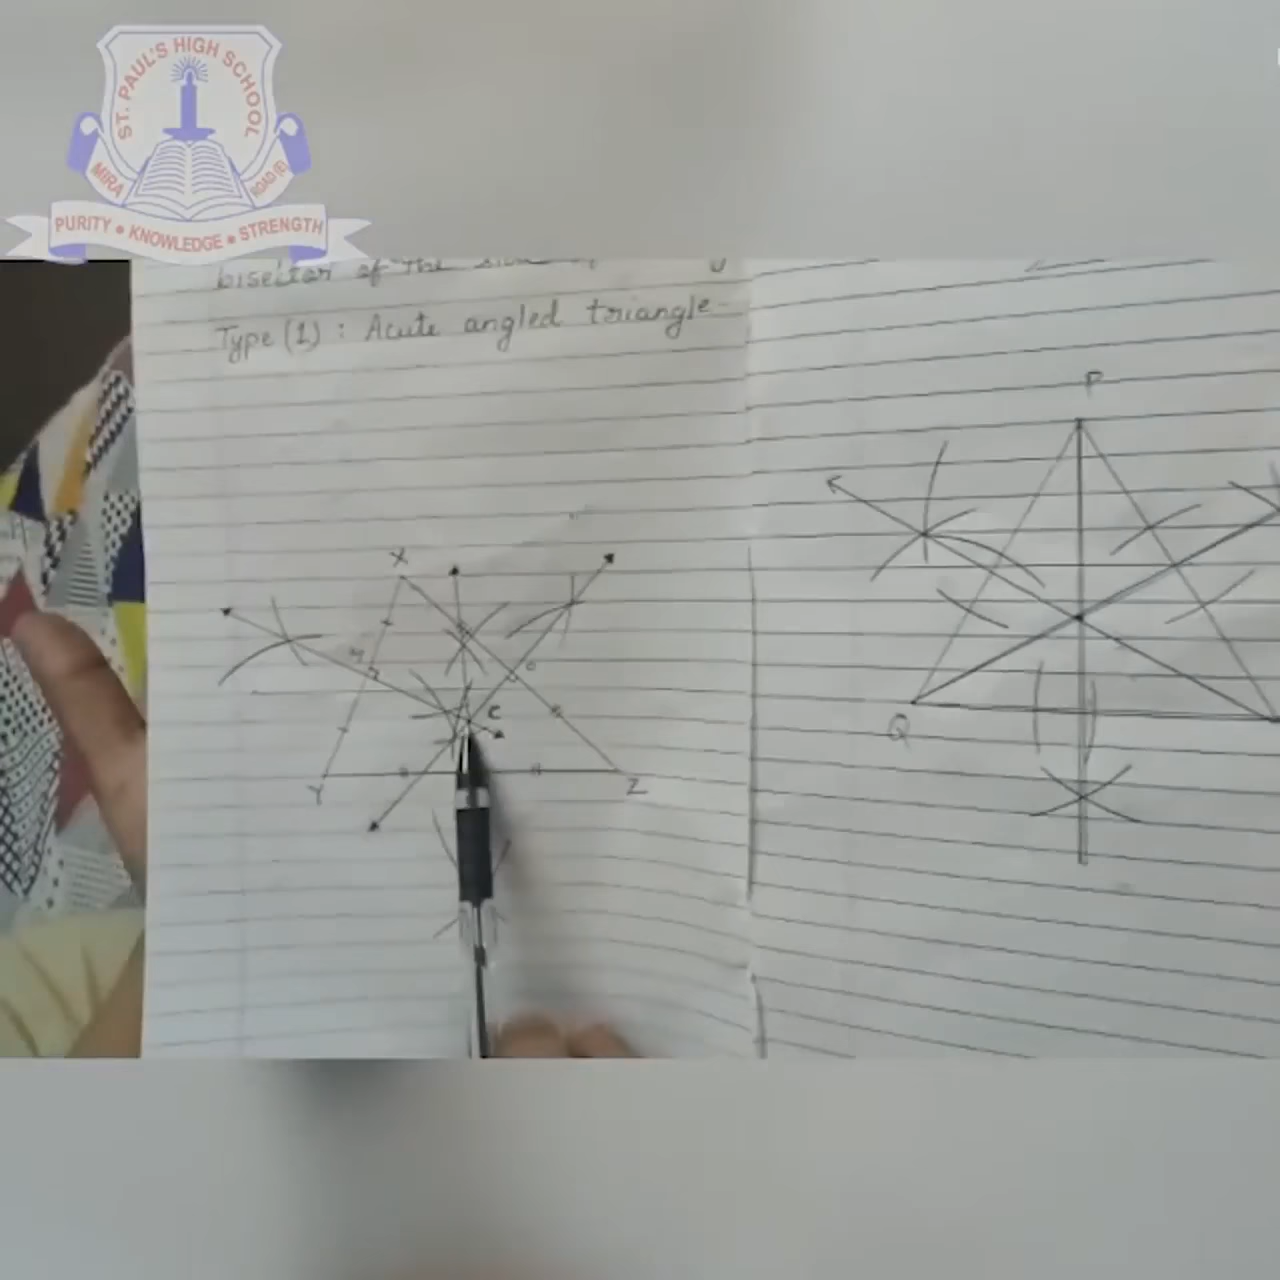 ST. PAUL'S HIGH SCHOOL
MIRA ROAD (E)
PURITY • KNOWLEDGE • STRENGTH
bisector of the
Type (1) : Acute angled triangle -
P
X
M
O
C
Q
Y
Z